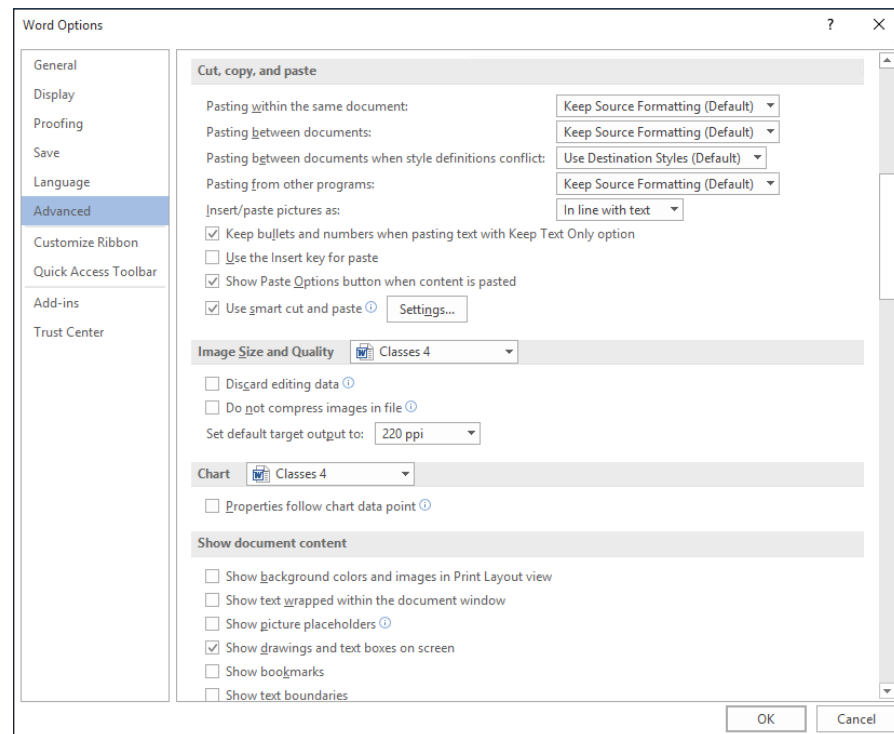 Word Options
?
General
Display
Proofing
Save
Language
Advanced
Customize Ribbon
Quick Access Toolbar
Add-ins
Trust Center
Cut, copy, and paste
Pasting within the same document: Keep Source Formatting (Default)
Pasting between documents: Keep Source Formatting (Default)
Pasting between documents when style definitions conflict: Use Destination Styles (Default)
Pasting from other programs: Keep Source Formatting (Default)
Insert/paste pictures as: In line with text
Keep bullets and numbers when pasting text with Keep Text Only option
Use the Insert key for paste
Show Paste Options button when content is pasted
Use smart cut and paste Settings...
Image Size and Quality Classes 4
Discard editing data
Do not compress images in file
Set default target output to: 220 ppi
Chart Classes 4
Properties follow chart data point
Show document content
Show background colors and images in Print Layout view
Show text wrapped within the document window
Show picture placeholders
Show drawings and text boxes on screen
Show bookmarks
Show text boundaries
OK Cancel